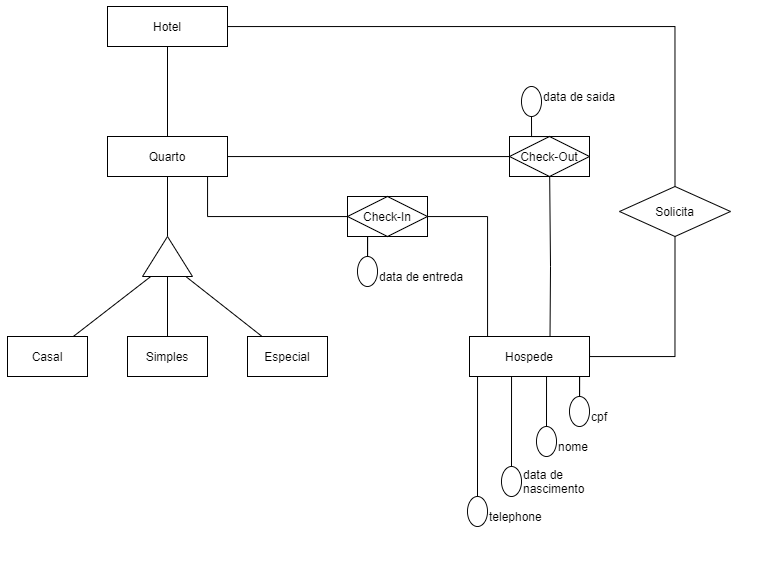 Hotel
data de saida
Quarto
Check-Out
Check-In
Solicita
data de entreda
Casal
Simples
Especial
Hospede
cpf
nome
data de
nascimento
telephone